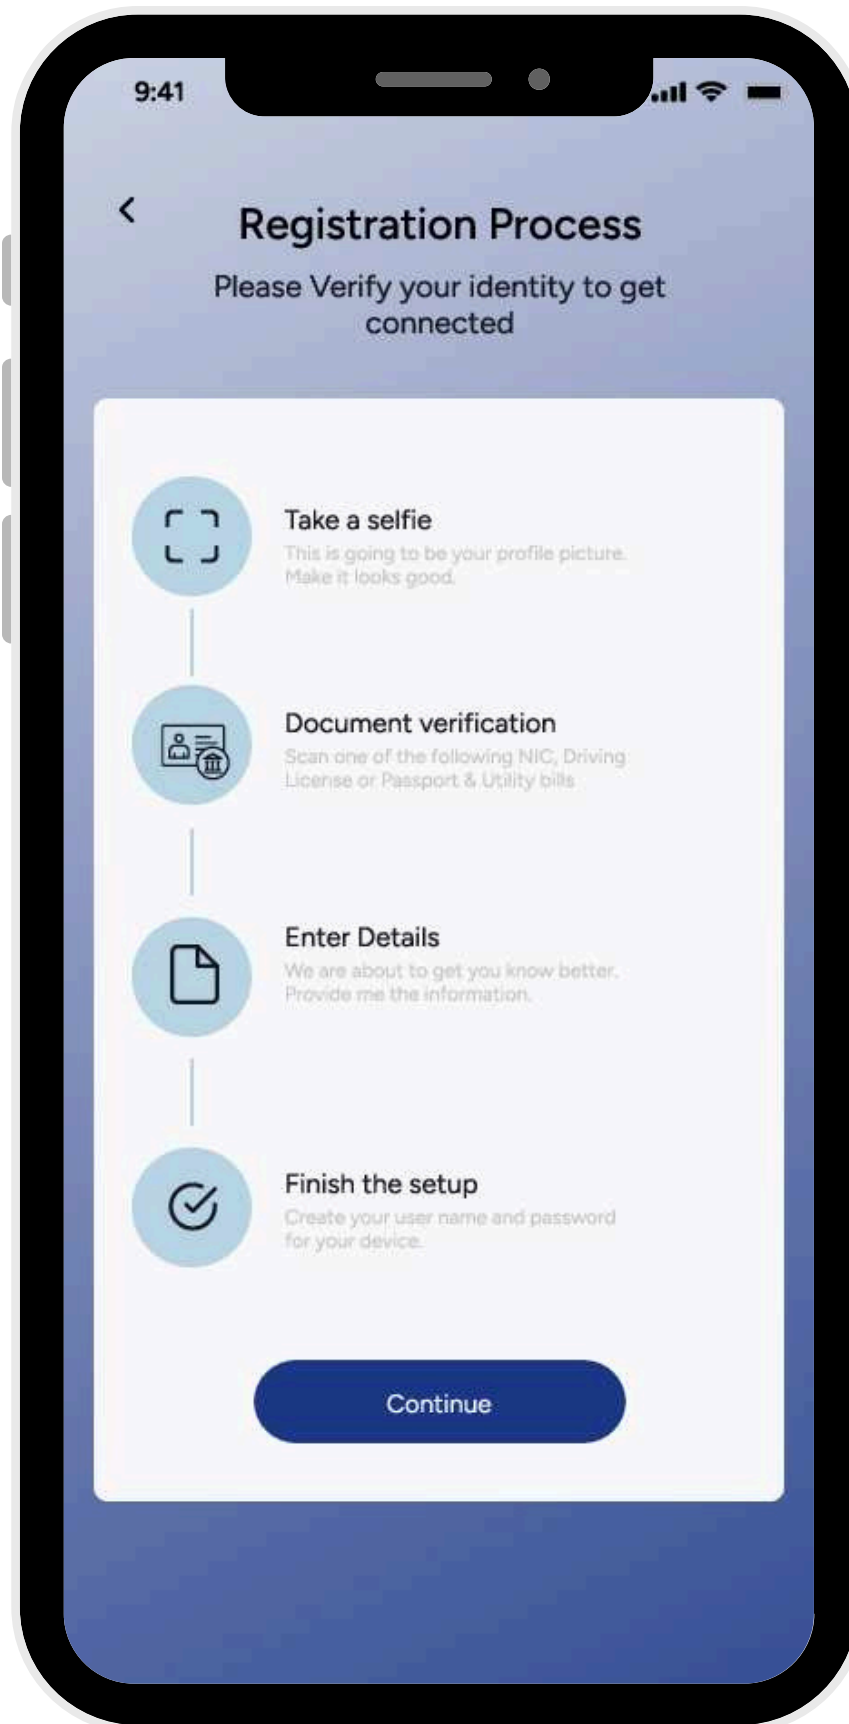 9:41
Registration Process
Please Verify your identity to get
connected
Take a selfie
This is going to be your profile picture.
Make it looks good.
Document verification
Scan one of the following NIC, Driving
License or Passport & Utility bills
Enter Details
We are about to get you know better.
Provide me the information.
Finish the setup
Create your user name and password
for your device.
Continue